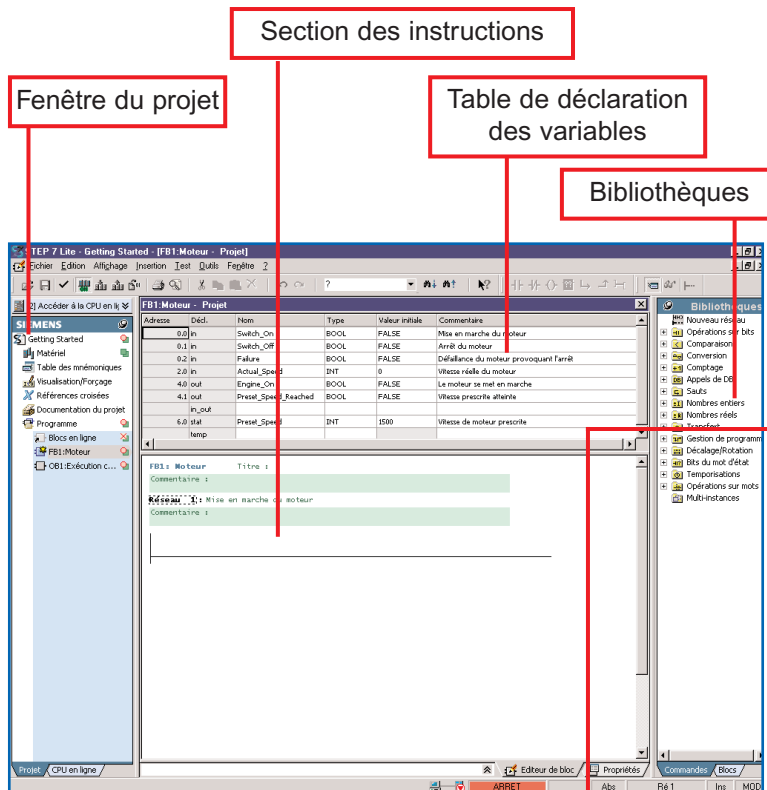 Section des instructions
Fenêtre du projet
Table de déclaration
des variables
Bibliothèques
STEP 7 Lite - Getting Started - [FB1:Moteur - Projet]
Fichier Edition Affichage Insertion Test Outils Fenêtre ?
?
Accéder à la CPU en li
SIEMENS
Getting Started
Matériel
Table des mnémoniques
Visualisation/Forçage
Références croisées
Documentation du projet
Programme
Blocs en ligne
FB1:Moteur
OB1:Exécution c...
Projet CPU en ligne
FB1:Moteur - Projet
Adresse Décl. Nom Type Valeur initiale Commentaire
0.0 in Switch_On BOOL FALSE Mise en marche du moteur
0.1 in Switch_Off BOOL FALSE Arrêt du moteur
0.2 in Failure BOOL FALSE Défaillance du moteur provoquant l'arrêt
2.0 in Actual_Speed INT 0 Vitesse réelle du moteur
4.0 out Engine_On BOOL FALSE Le moteur se met en marche
4.1 out Preset_Speed_Reached BOOL FALSE Vitesse prescrite atteinte
in_out
6.0 stat Preset_Speed INT 1500 Vitesse de moteur prescrite
temp
FB1: Moteur Titre :
Commentaire :
Réseau 1: Mise en marche du moteur
Commentaire :
Editeur de bloc Propriétés
Bibliothèques
Nouveau réseau
Opérations sur bits
Comparaison
Conversion
Comptage
Appels de DB
Sauts
Nombres entiers
Nombres réels
Transfert
Gestion de programm
Décalage/Rotation
Bits du mot d'état
Temporisations
Opérations sur mots
Multi-instances
Commandes Blocs
ARRET Abs Ré 1 Ins MOD